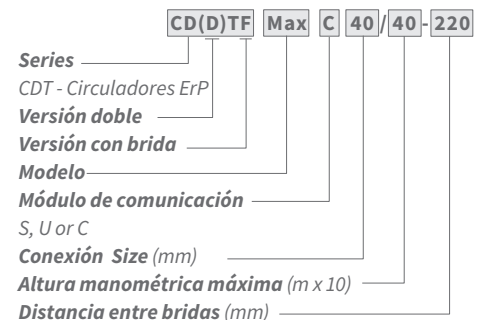 CD(D)TF Max C 40/40-220
Series
CDT - Circuladores ErP
Versión doble
Versión con brida
Modelo
Módulo de comunicación
S, U or C
Conexión Size (mm)
Altura manométrica máxima (m x 10)
Distancia entre bridas (mm)